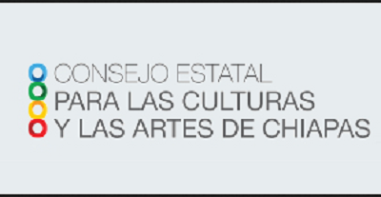 CONSEJO ESTATAL
PARA LAS CULTURAS
Y LAS ARTES DE CHIAPAS